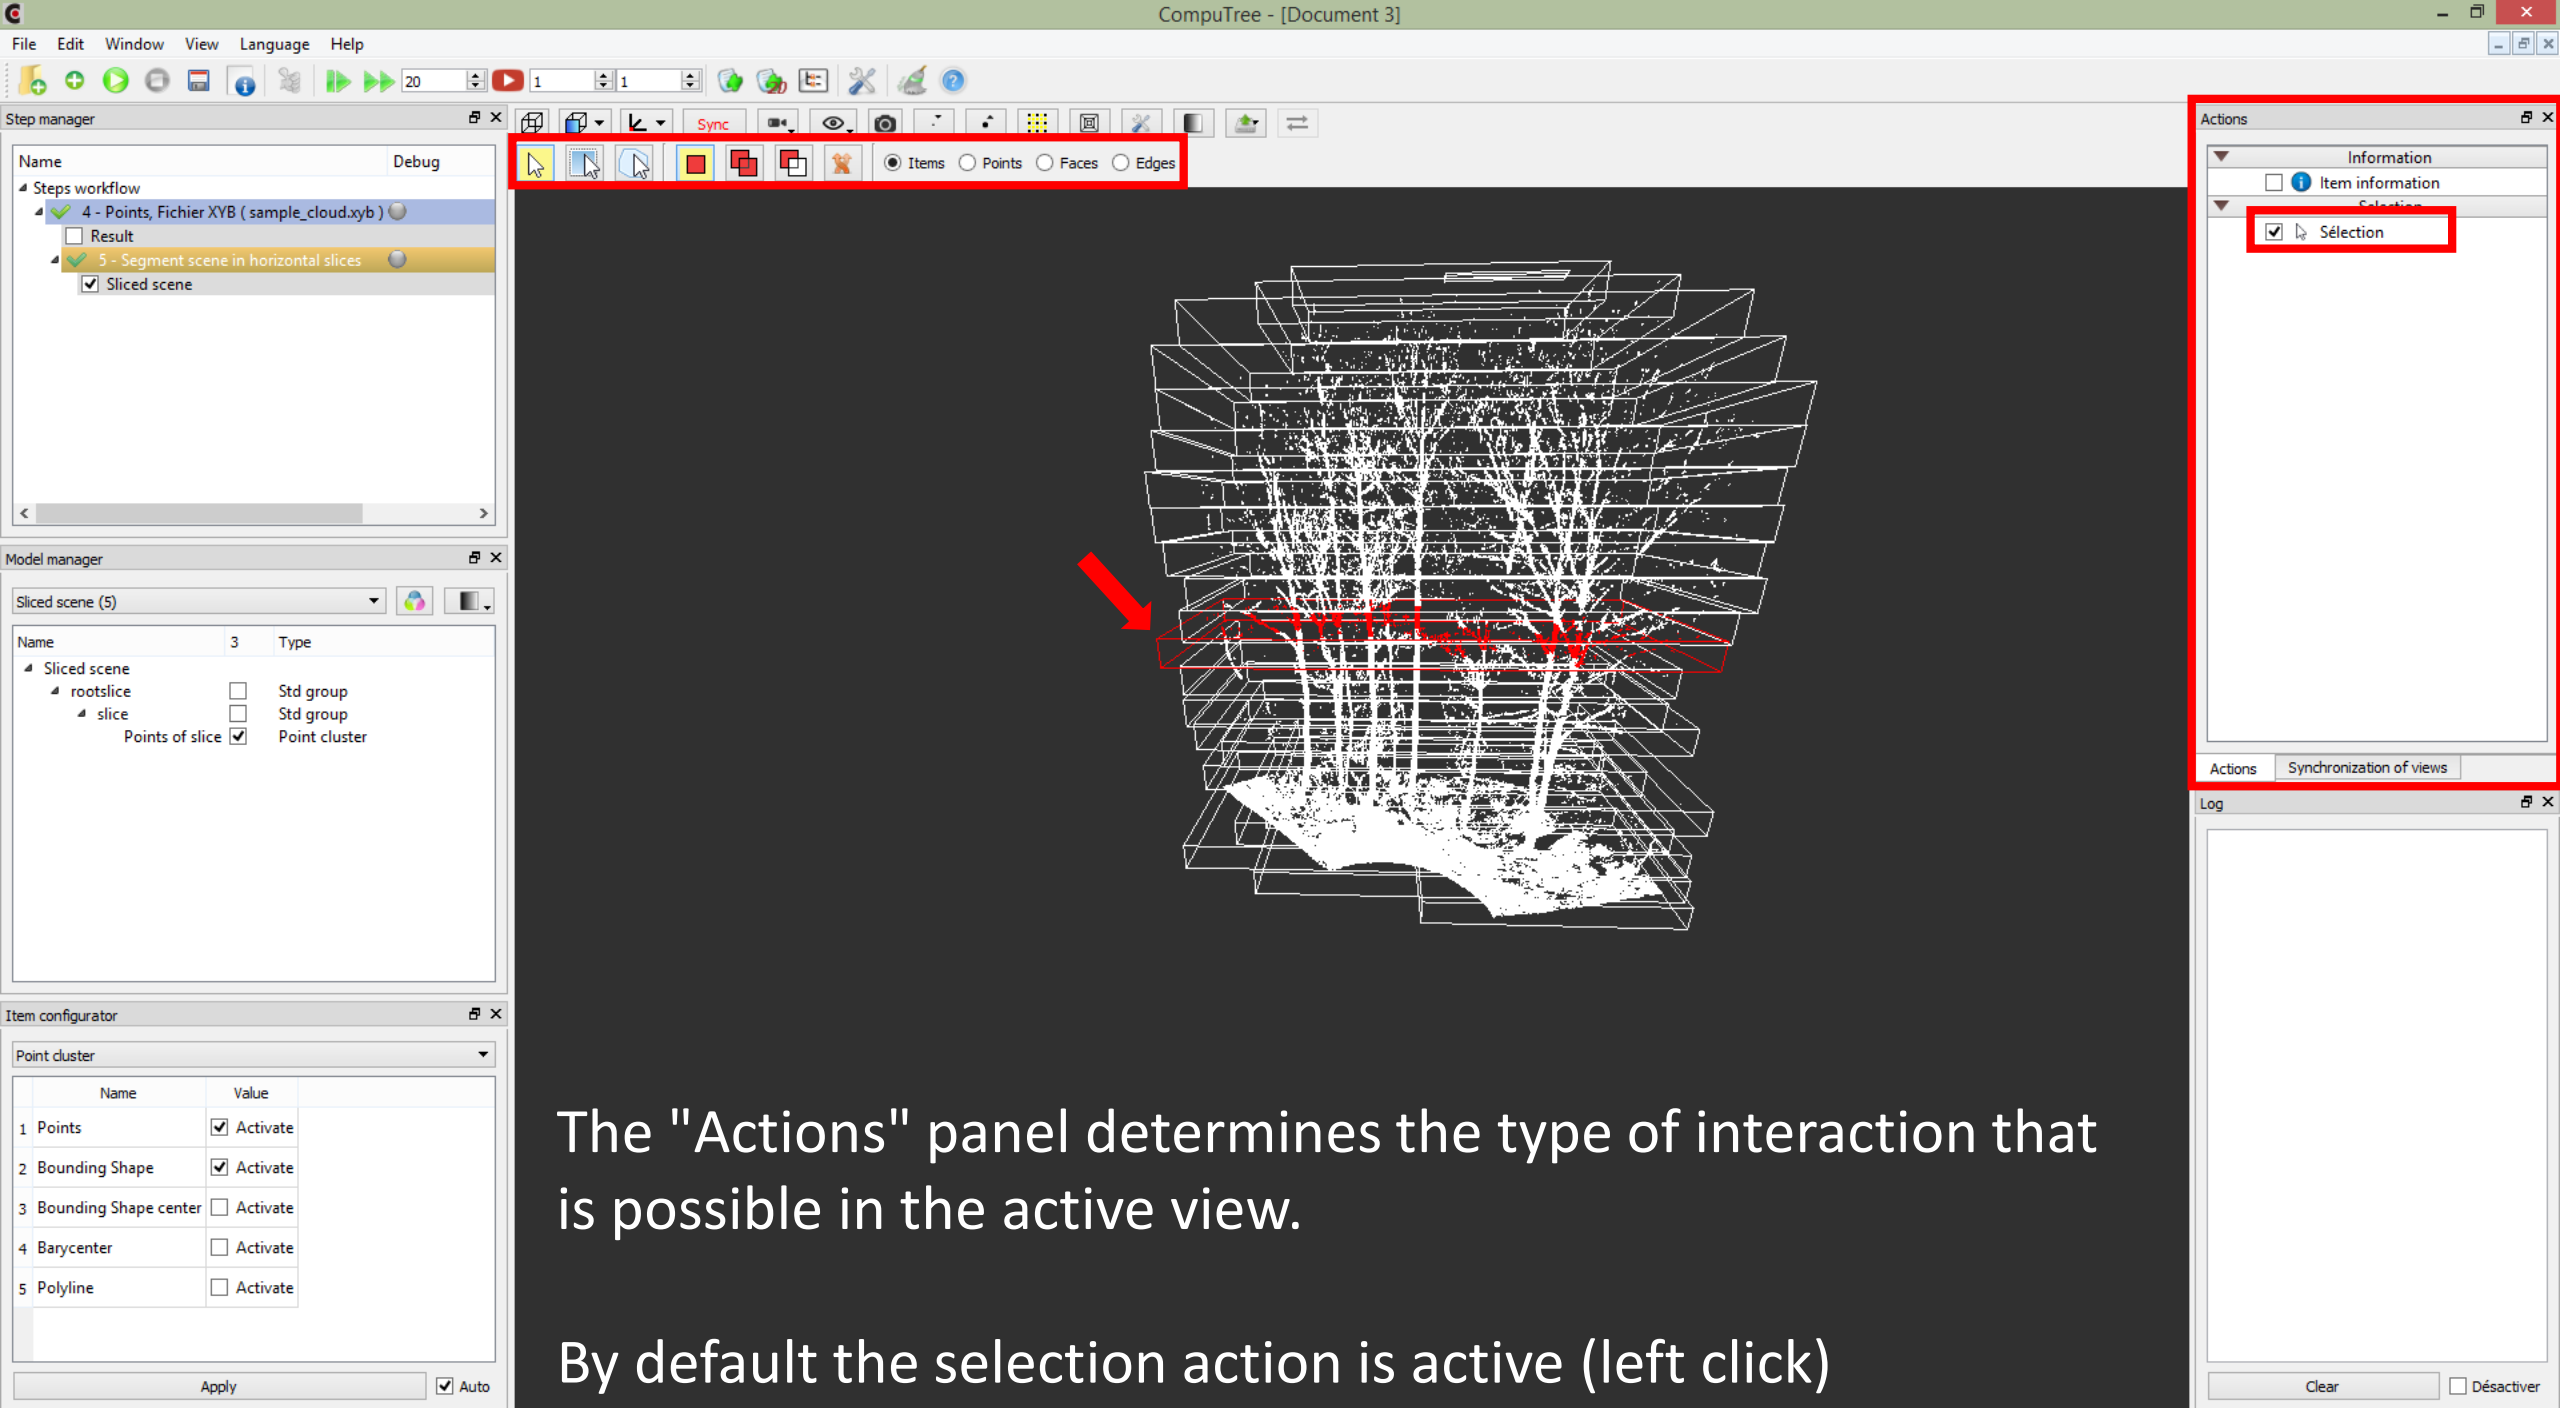 CompuTree - [Document 3]
File Edit Window View Language Help
20 1 1
Step manager
Sync
Actions
Name Debug
Items Points Faces Edges
Information
Steps workflow
Item information
4 - Points, Fichier XYB ( sample_cloud.xyb )
Selection
Result
Sélection
5 - Segment scene in horizontal slices
Sliced scene
Model manager
Sliced scene (5)
Name 3 Type
Sliced scene
rootslice Std group
slice Std group
Points of slice Point cluster
Actions Synchronization of views
Log
Item configurator
Point cluster
Name Value
1 Points Activate
2 Bounding Shape Activate
3 Bounding Shape center Activate
4 Barycenter Activate
5 Polyline Activate
Apply Auto
The "Actions" panel determines the type of interaction that
is possible in the active view.
By default the selection action is active (left click)
Clear Désactiver